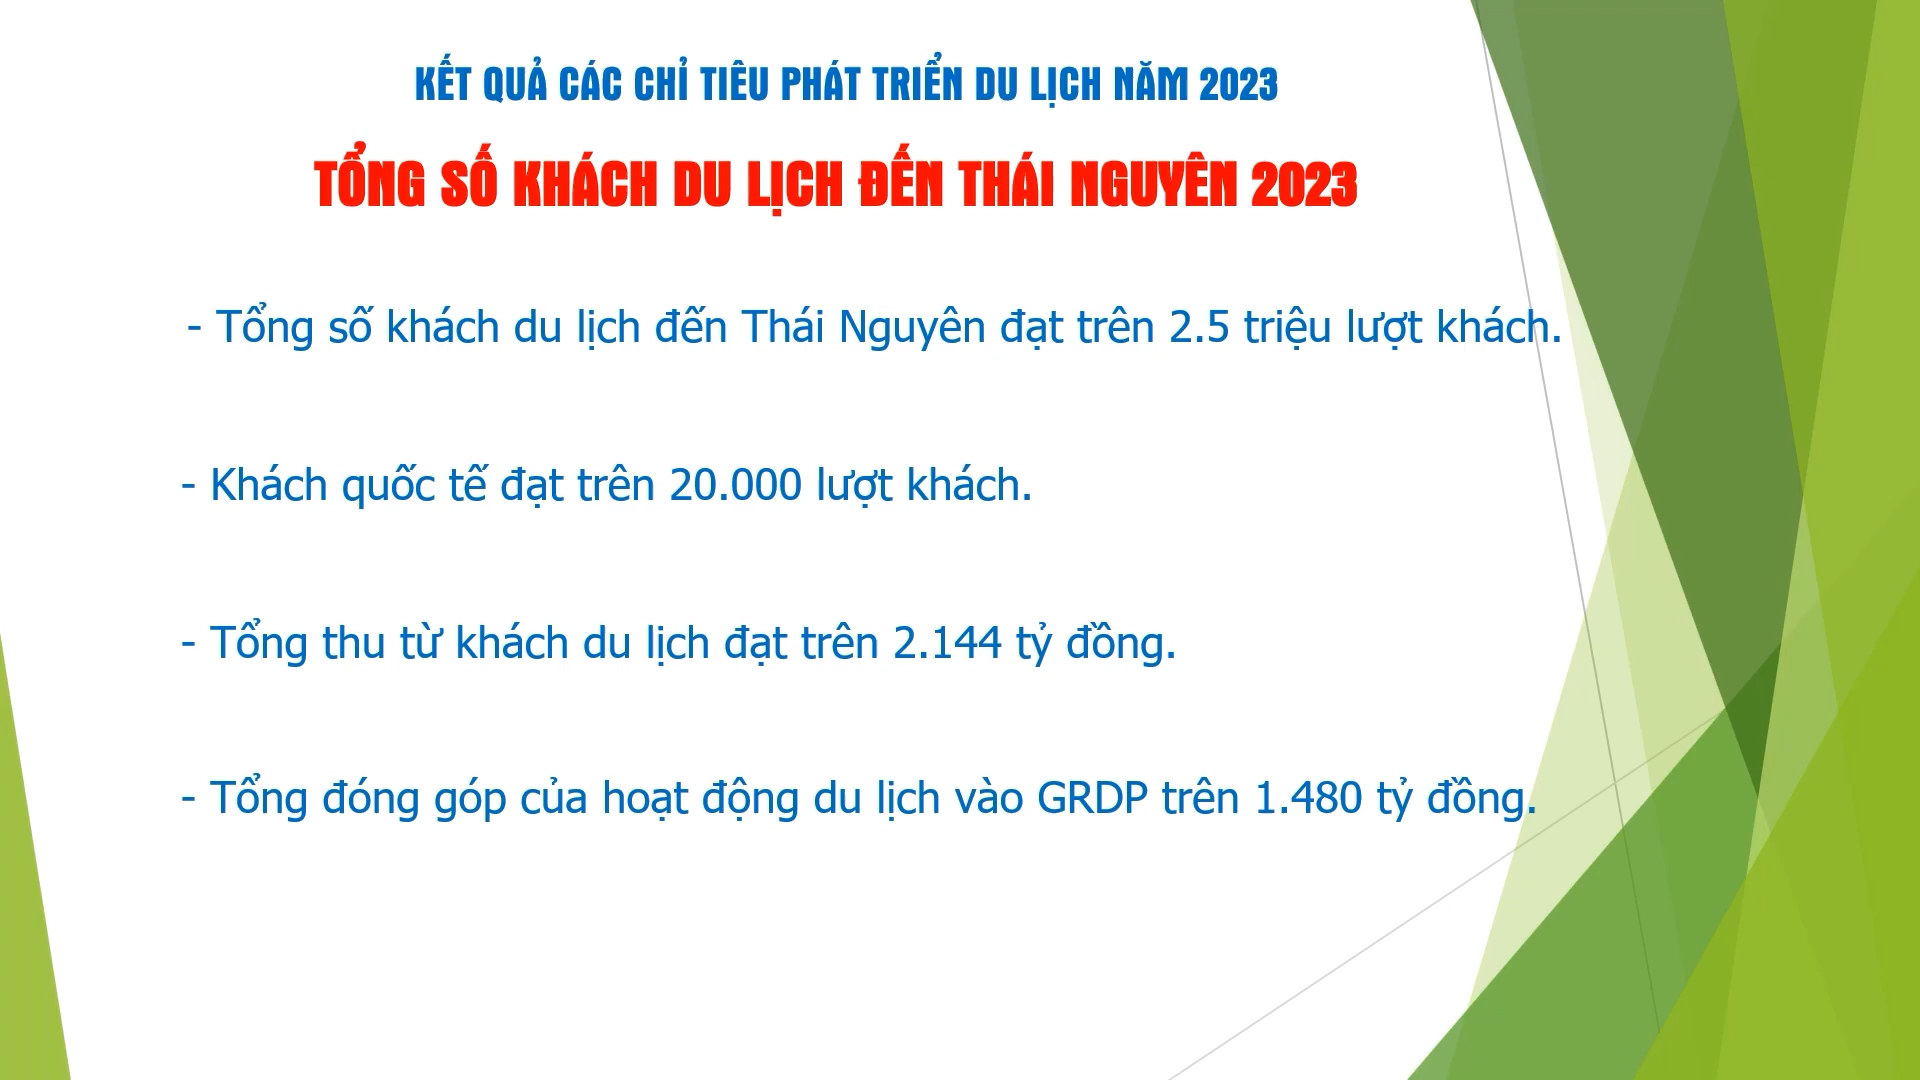 KẾT QUẢ CÁC CHỈ TIÊU PHÁT TRIỂN DU LỊCH NĂM 2023
TỔNG SỐ KHÁCH DU LỊCH ĐẾN THÁI NGUYÊN 2023
- Tổng số khách du lịch đến Thái Nguyên đạt trên 2.5 triệu lượt khách.
- Khách quốc tế đạt trên 20.000 lượt khách.
- Tổng thu từ khách du lịch đạt trên 2.144 tỷ đồng.
- Tổng đóng góp của hoạt động du lịch vào GRDP trên 1.480 tỷ đồng.